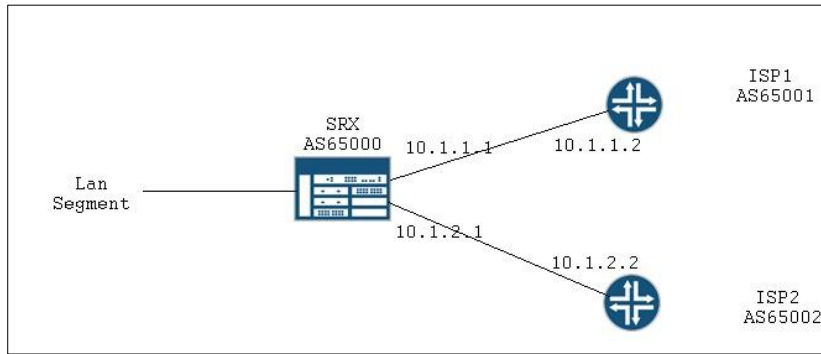 ISP1
AS65001
SRX
AS65000
10.1.1.1
10.1.1.2
Lan
Segment
10.1.2.1
10.1.2.2
ISP2
AS65002